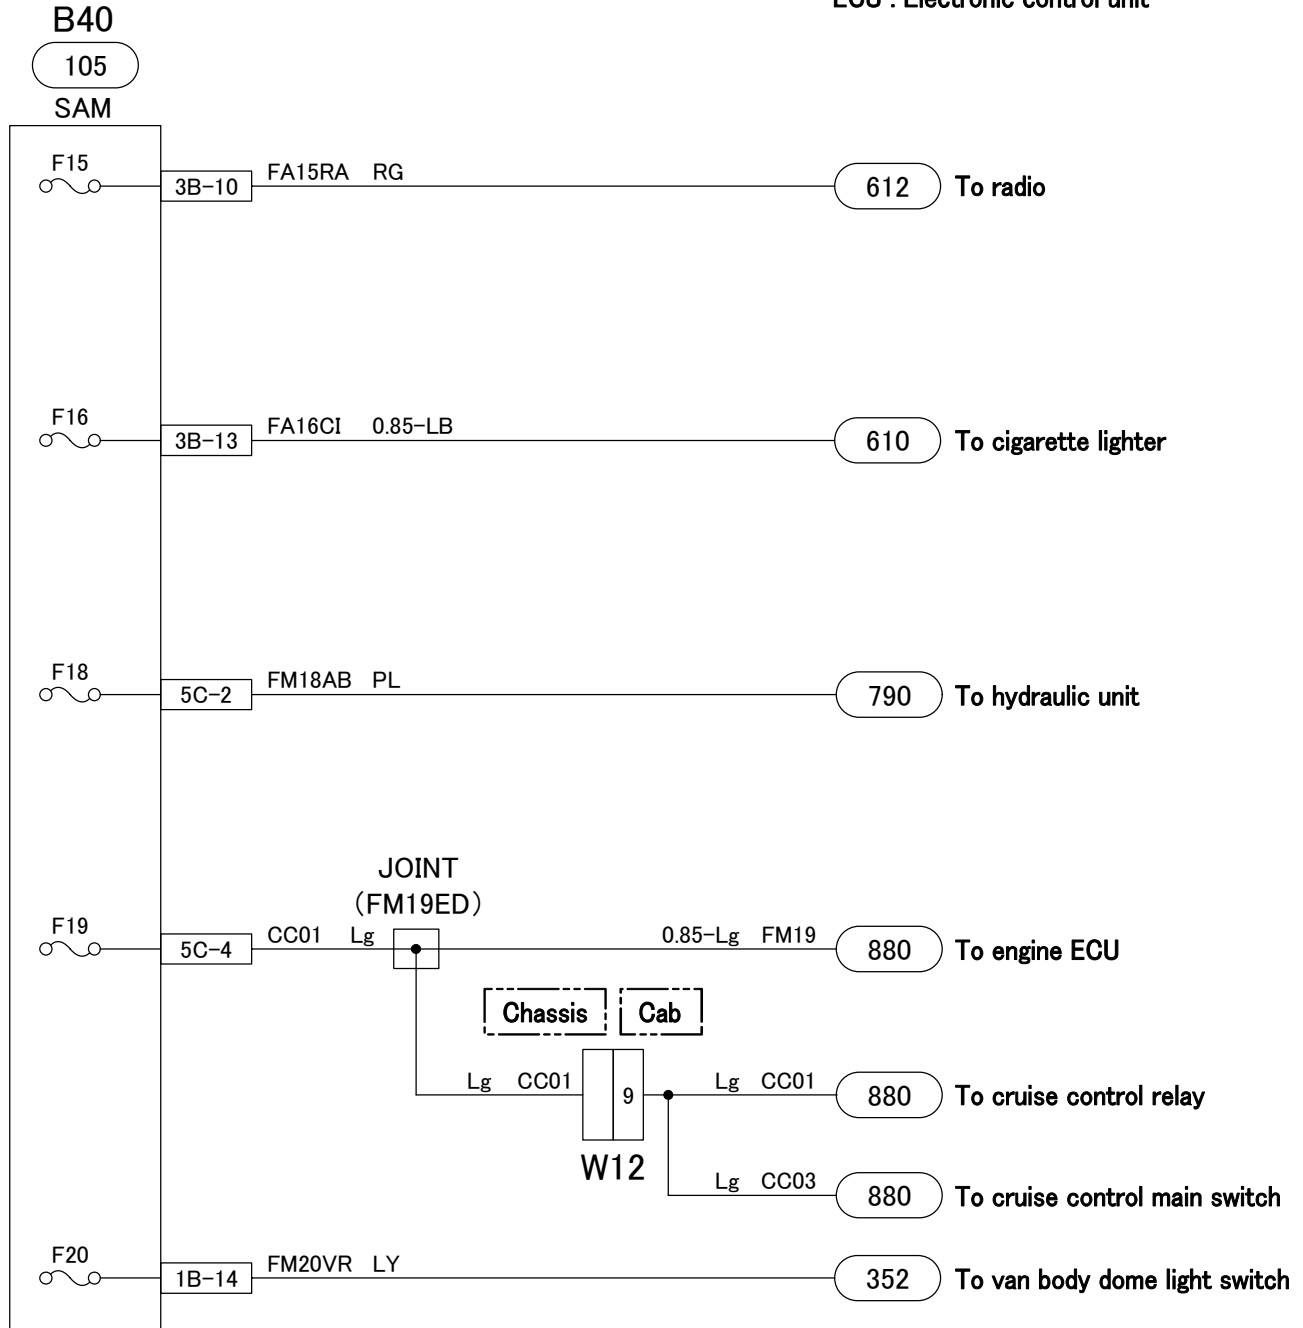 ECU : Electronic control unit
B40
105
SAM
F15
3B-10
FA15RA RG
612
To radio
F16
3B-13
FA16CI 0.85-LB
610
To cigarette lighter
F18
5C-2
FM18AB PL
790
To hydraulic unit
JOINT
(FM19ED)
F19
5C-4
CC01 Lg
0.85-Lg FM19
880
To engine ECU
Chassis
Cab
Lg CC01
9
Lg CC01
880
To cruise control relay
W12
Lg CC03
880
To cruise control main switch
F20
1B-14
FM20VR LY
352
To van body dome light switch